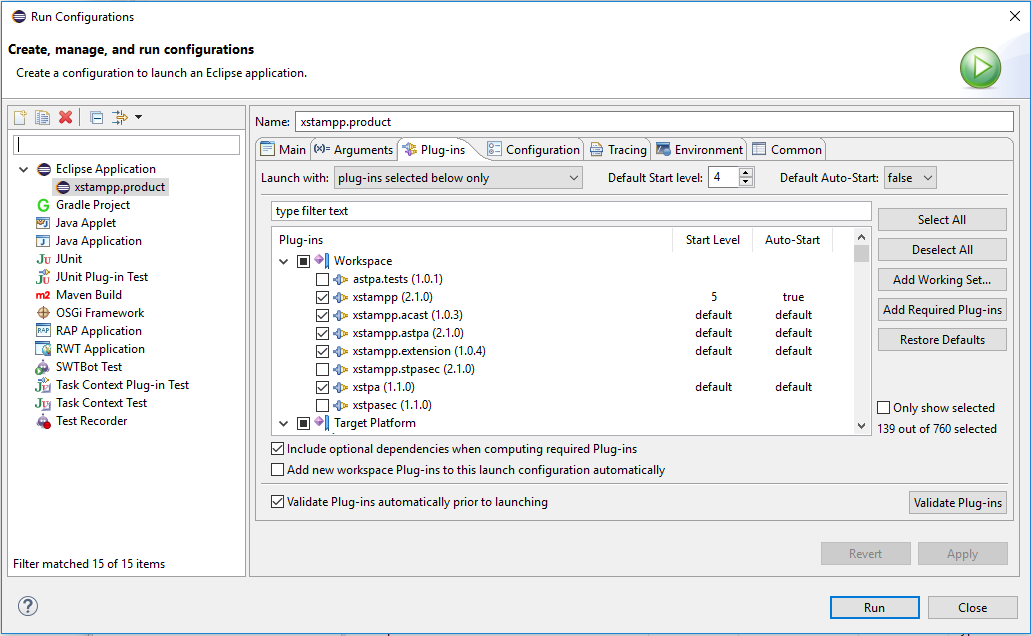 Run Configurations
Create, manage, and run configurations
Create a configuration to launch an Eclipse application.
Name: xstampp.product
Main (x)= Arguments Plug-ins Configuration Tracing Environment Common
Launch with: plug-ins selected below only Default Start level: 4 Default Auto-Start: false
type filter text
Plug-ins Start Level Auto-Start
Workspace
astpa.tests (1.0.1)
xstampp (2.1.0) 5 true
xstampp.acast (1.0.3) default default
xstampp.astpa (2.1.0) default default
xstampp.extension (1.0.4) default default
xstampp.stpasec (2.1.0)
xstpa (1.1.0) default default
xstpasec (1.1.0)
Target Platform
Select All
Deselect All
Add Working Set...
Add Required Plug-ins
Restore Defaults
Only show selected
139 out of 760 selected
Include optional dependencies when computing required Plug-ins
Add new workspace Plug-ins to this launch configuration automatically
Validate Plug-ins automatically prior to launching
Validate Plug-ins
Eclipse Application
xstampp.product
G Gradle Project
Java Applet
J Java Application
Ju JUnit
Ju JUnit Plug-in Test
m2 Maven Build
OSGi Framework
RAP RAP Application
RWT Application
SWTBot Test
Ju Task Context Plug-in Test
Ju Task Context Test
Test Recorder
Filter matched 15 of 15 items
Revert Apply
? Run Close